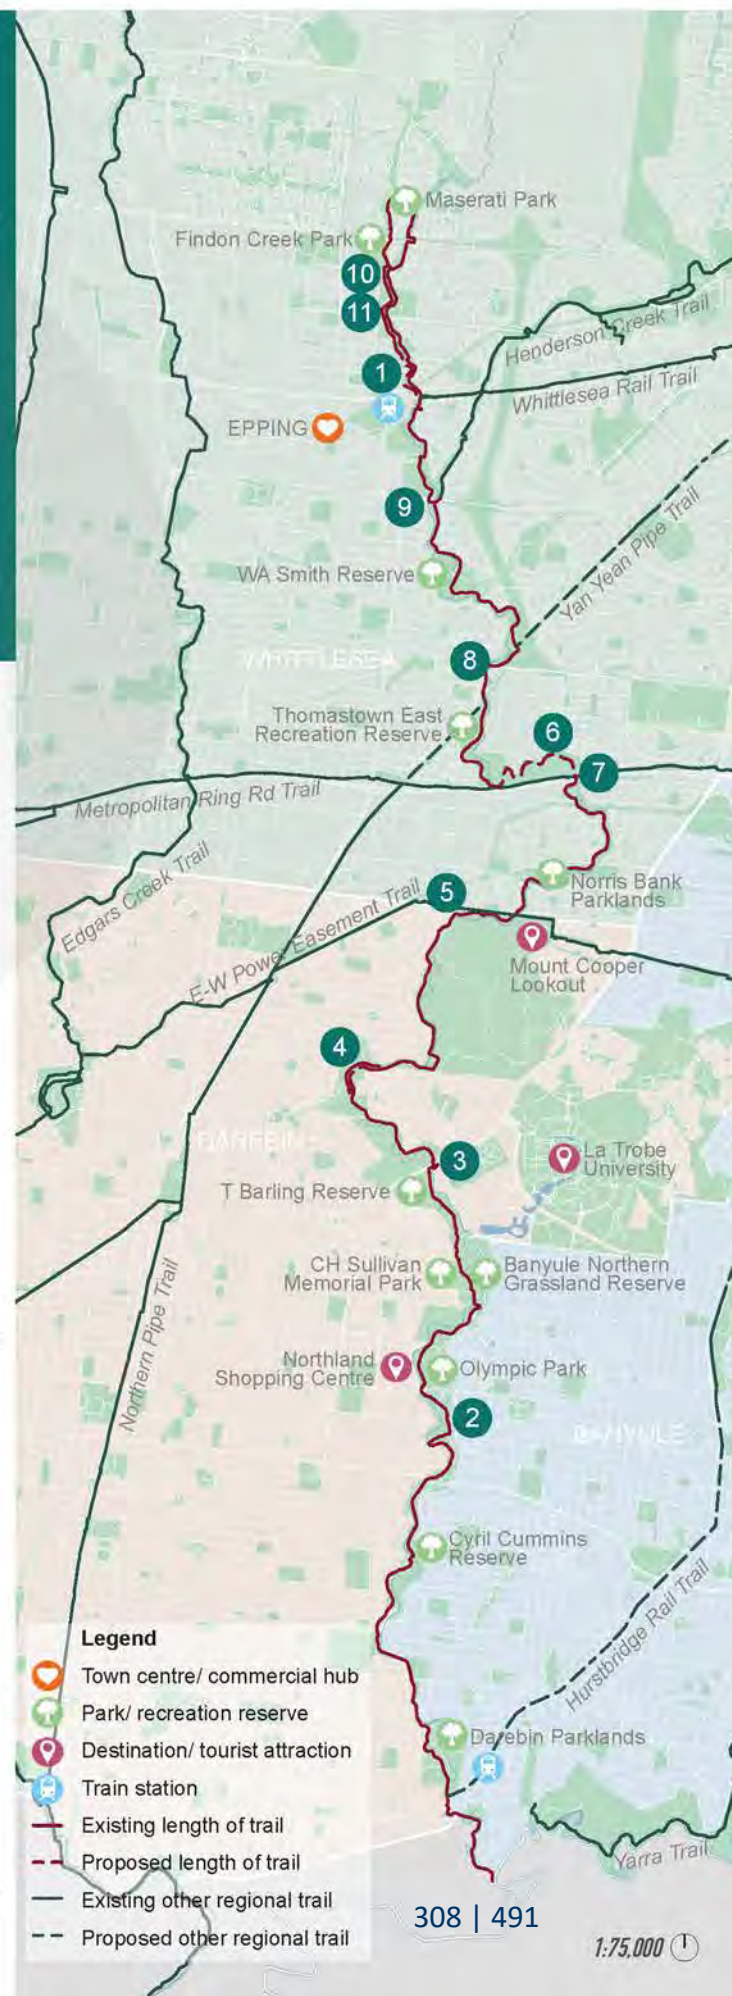 Maserati Park
Findon Creek Park
10
11
Henderson Creek Trail
1
Whittlesea Rail Trail
EPPING
9
Yan Yean Pipe Trail
WA Smith Reserve
WHITTLESEA
8
Thomastown East
Recreation Reserve
6
7
Metropolitan Ring Rd Trail
Edgars Creek Trail
5
Norris Bank
Parklands
E-W Power Easement Trail
Mount Cooper
Lookout
4
DAREBIN
3
La Trobe
University
T Barling Reserve
CH Sullivan
Memorial Park
Banyule Northern
Grassland Reserve
Northern Pipe Trail
Northland
Shopping Centre
Olympic Park
2
BANYULE
Cyril Cummins
Reserve
Hurstbridge Rail Trail
Legend
Town centre/ commercial hub
Park/ recreation reserve
Destination/ tourist attraction
Train station
Existing length of trail
Proposed length of trail
Existing other regional trail
Proposed other regional trail
Darebin Parklands
Yarra Trail
308 | 491
1:75,000